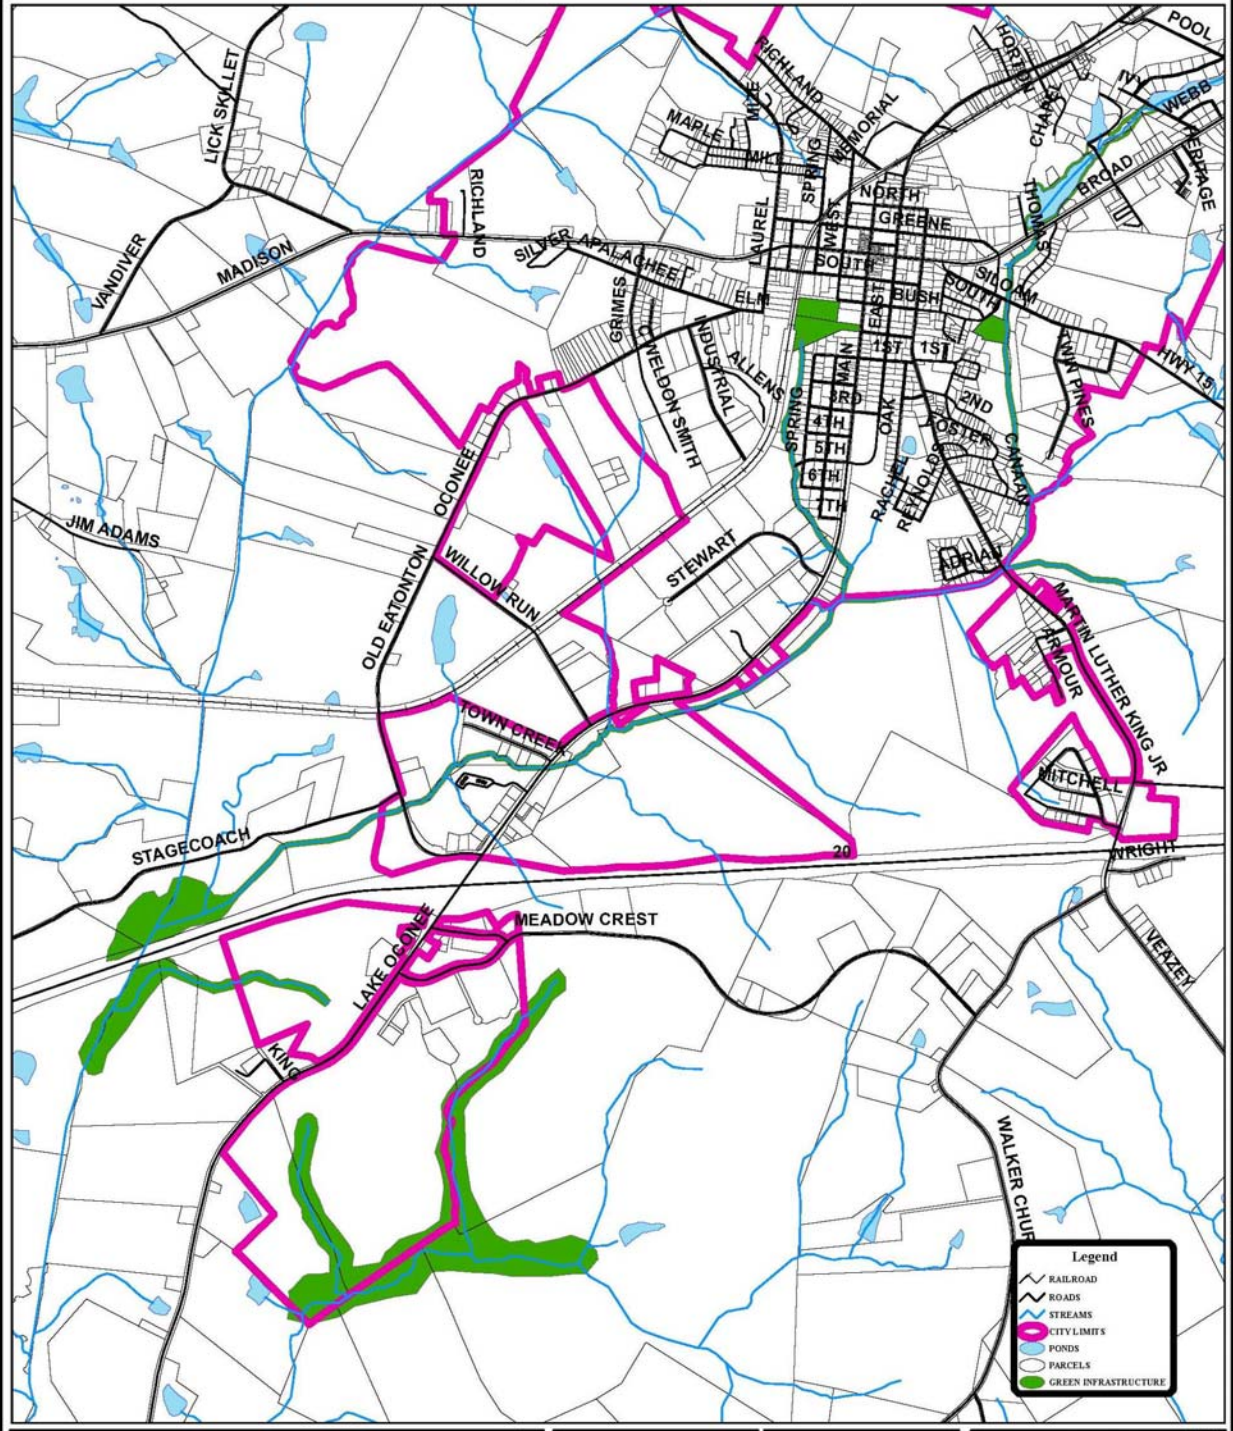 POOL
HORTON
RICHLAND
LICK SKILLET
IVY
WEBB
MIZE
CHAPEL
MEMORIAL
MAPLE
HERITAGE
MILL
SPRING
BROAD
RICHLAND
NORTH
THOMAS
GREENE
LAUREL
WEST
SILVER
APALACHEE
MADISON
VANDIVER
SOUTH
SILOAM
SOUTH
ELM
BUSH
EAST
GRIMES
INDUSTRIAL
1ST
1ST
TWIN PINES
HWY 15
ALLENS
MAIN
C WELDON SMITH
3RD
2ND
SPRING
4TH
OAK
FOSTER
5TH
CANAAN
OCONEE
6TH
RACHEL
REYNOLDS
7TH
JIM ADAMS
STEWART
ADRIAN
WILLOW RUN
OLD EATONTON
MARTIN LUTHER KING JR
ARMOUR
TOWN CREEK
MITCHELL
STAGECOACH
20
WRIGHT
MEADOW CREST
LAKE OCONEE
VEAZEY
KING
WALKER CHUR
Legend
RAILROAD
ROADS
STREAMS
CITY LIMITS
PONDS
PARCELS
GREEN INFRASTRUCTURE